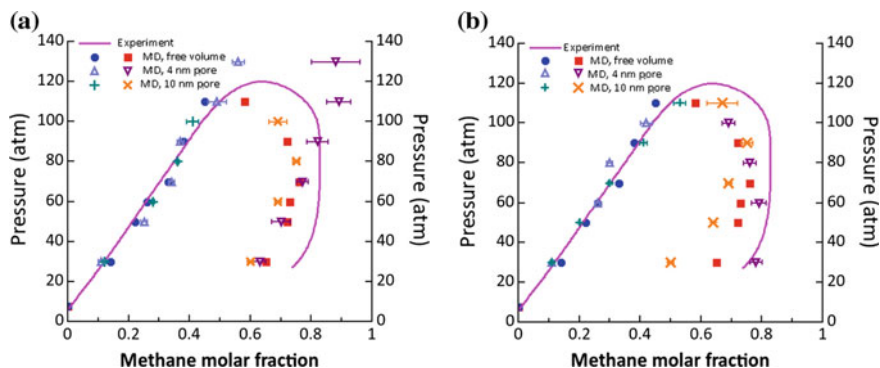 (a)
(b)
140
120
100
80
60
40
20
0
Pressure (atm)
Experiment
MD, free volume
MD, 4 nm pore
MD, 10 nm pore
140
120
100
80
60
40
20
0
Pressure (atm)
0 0.2 0.4 0.6 0.8 1
Methane molar fraction
140
120
100
80
60
40
20
0
Pressure (atm)
Experiment
MD, free volume
MD, 4 nm pore
MD, 10 nm pore
140
120
100
80
60
40
20
0
Pressure (atm)
0 0.2 0.4 0.6 0.8 1
Methane molar fraction